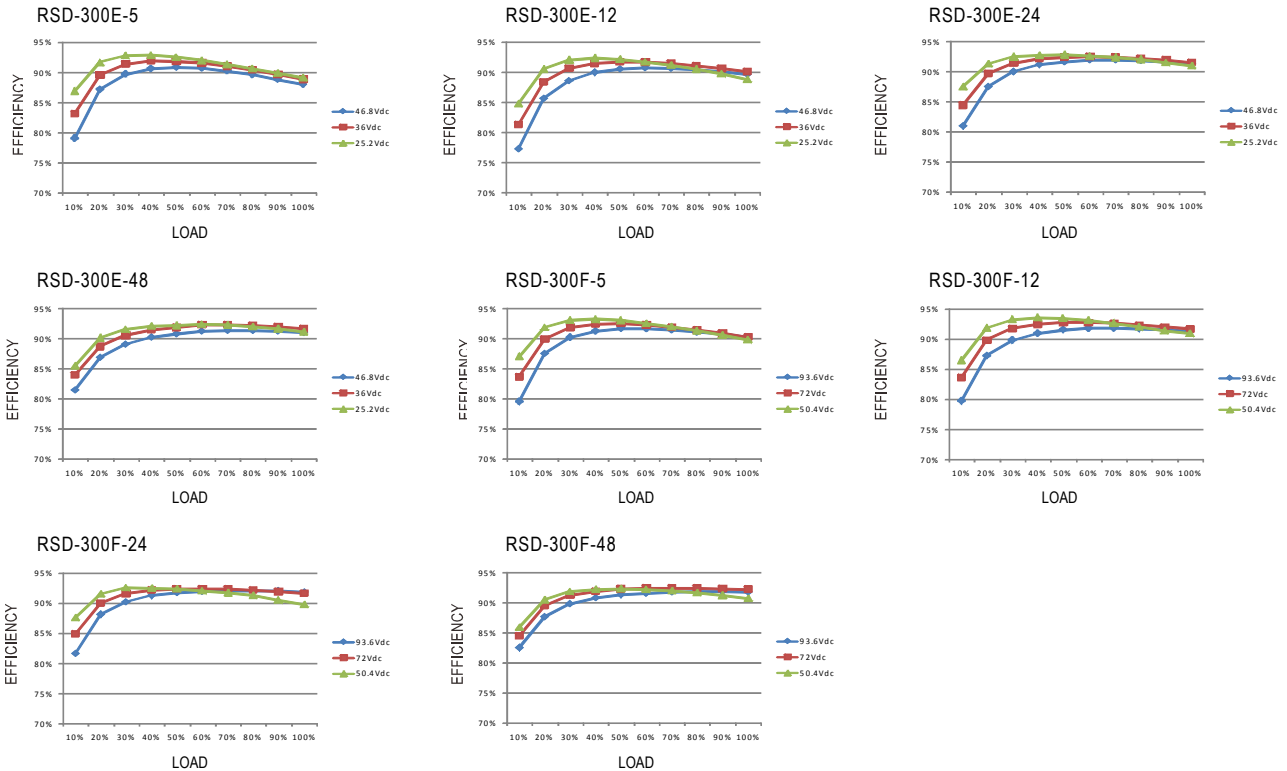 RSD-300E-5
95%
90%
85%
80%
75%
70%
EFFICIENCY
10% 20% 30% 40% 50% 60% 70% 80% 90% 100%
LOAD
46.8Vdc
36Vdc
25.2Vdc
RSD-300E-12
95%
90%
85%
80%
75%
70%
EFFICIENCY
10% 20% 30% 40% 50% 60% 70% 80% 90% 100%
LOAD
46.8Vdc
36Vdc
25.2Vdc
RSD-300E-24
95%
90%
85%
80%
75%
70%
EFFICIENCY
10% 20% 30% 40% 50% 60% 70% 80% 90% 100%
LOAD
46.8Vdc
36Vdc
25.2Vdc
RSD-300E-48
95%
90%
85%
80%
75%
70%
EFFICIENCY
10% 20% 30% 40% 50% 60% 70% 80% 90% 100%
LOAD
46.8Vdc
36Vdc
25.2Vdc
RSD-300F-5
95%
90%
85%
80%
75%
70%
EFFICIENCY
10% 20% 30% 40% 50% 60% 70% 80% 90% 100%
LOAD
93.6Vdc
72Vdc
50.4Vdc
RSD-300F-12
95%
90%
85%
80%
75%
70%
EFFICIENCY
10% 20% 30% 40% 50% 60% 70% 80% 90% 100%
LOAD
93.6Vdc
72Vdc
50.4Vdc
RSD-300F-24
95%
90%
85%
80%
75%
70%
EFFICIENCY
10% 20% 30% 40% 50% 60% 70% 80% 90% 100%
LOAD
93.6Vdc
72Vdc
50.4Vdc
RSD-300F-48
95%
90%
85%
80%
75%
70%
EFFICIENCY
10% 20% 30% 40% 50% 60% 70% 80% 90% 100%
LOAD
93.6Vdc
72Vdc
50.4Vdc